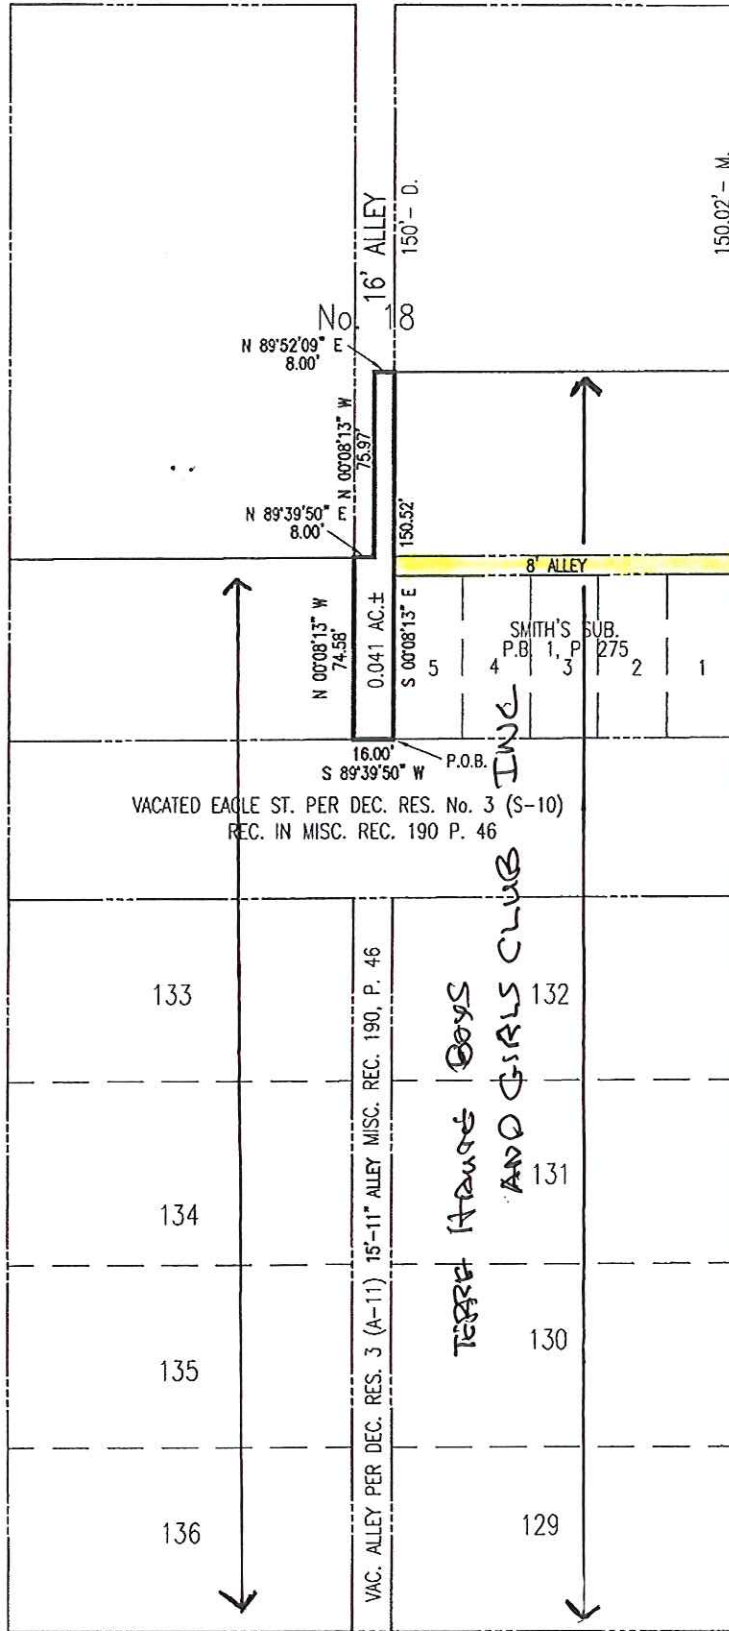 16' ALLEY
150'- D.
150.02'- M.
No. 18
N 89°52'09" E
8.00'
N 00°08'13" W
75.97'
N 89°39'50" E
8.00'
150.52'
S 00°08'13" E
8' ALLEY
N 00°08'13" W
74.58'
0.041 AC.±
SMITH'S SUB.
P.B. 1, P. 275
5 4 3 2 1
16.00'
S 89°39'50" W
P.O.B.
VACATED EAGLE ST. PER DEC. RES. No. 3 (S-10)
REC. IN MISC. REC. 190 P. 46
TERRE HAUTE BOYS
AND GIRLS CLUB INC
VAC. ALLEY PER DEC. RES. 3 (A-11) 15'-11" ALLEY MISC. REC. 190, P. 46
133
132
134
131
135
130
136
129